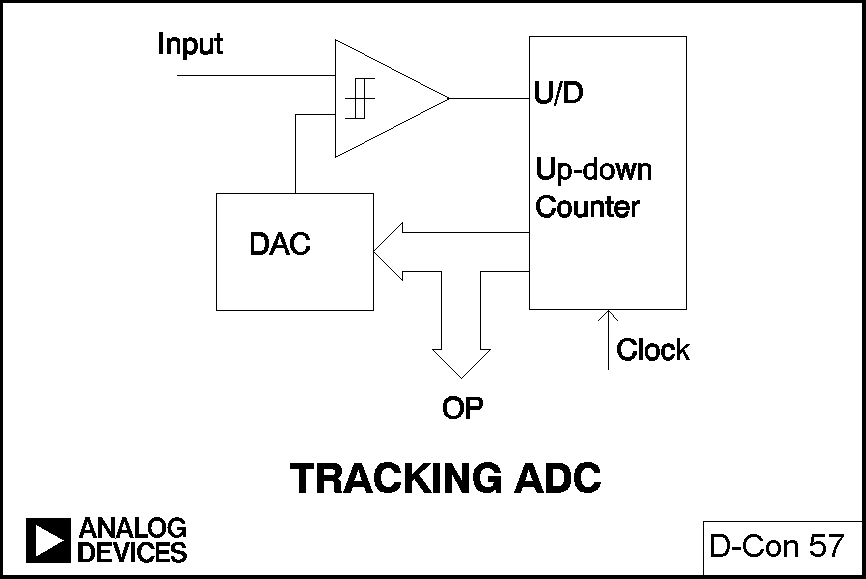 Input
U/D
Up-down
Counter
DAC
Clock
OP
TRACKING ADC
ANALOG
DEVICES
D-Con 57